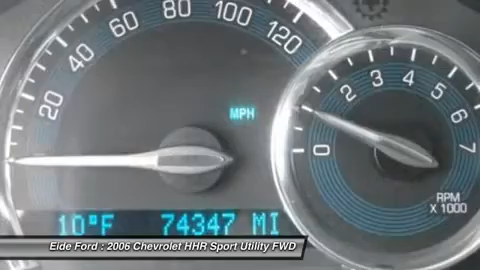 20 40 60 80 100 120
MPH
0 1 2 3 4 5 6 7
RPM
X 1000
10°F 74347 MI
Eide Ford : 2006 Chevrolet HHR Sport Utility FWD